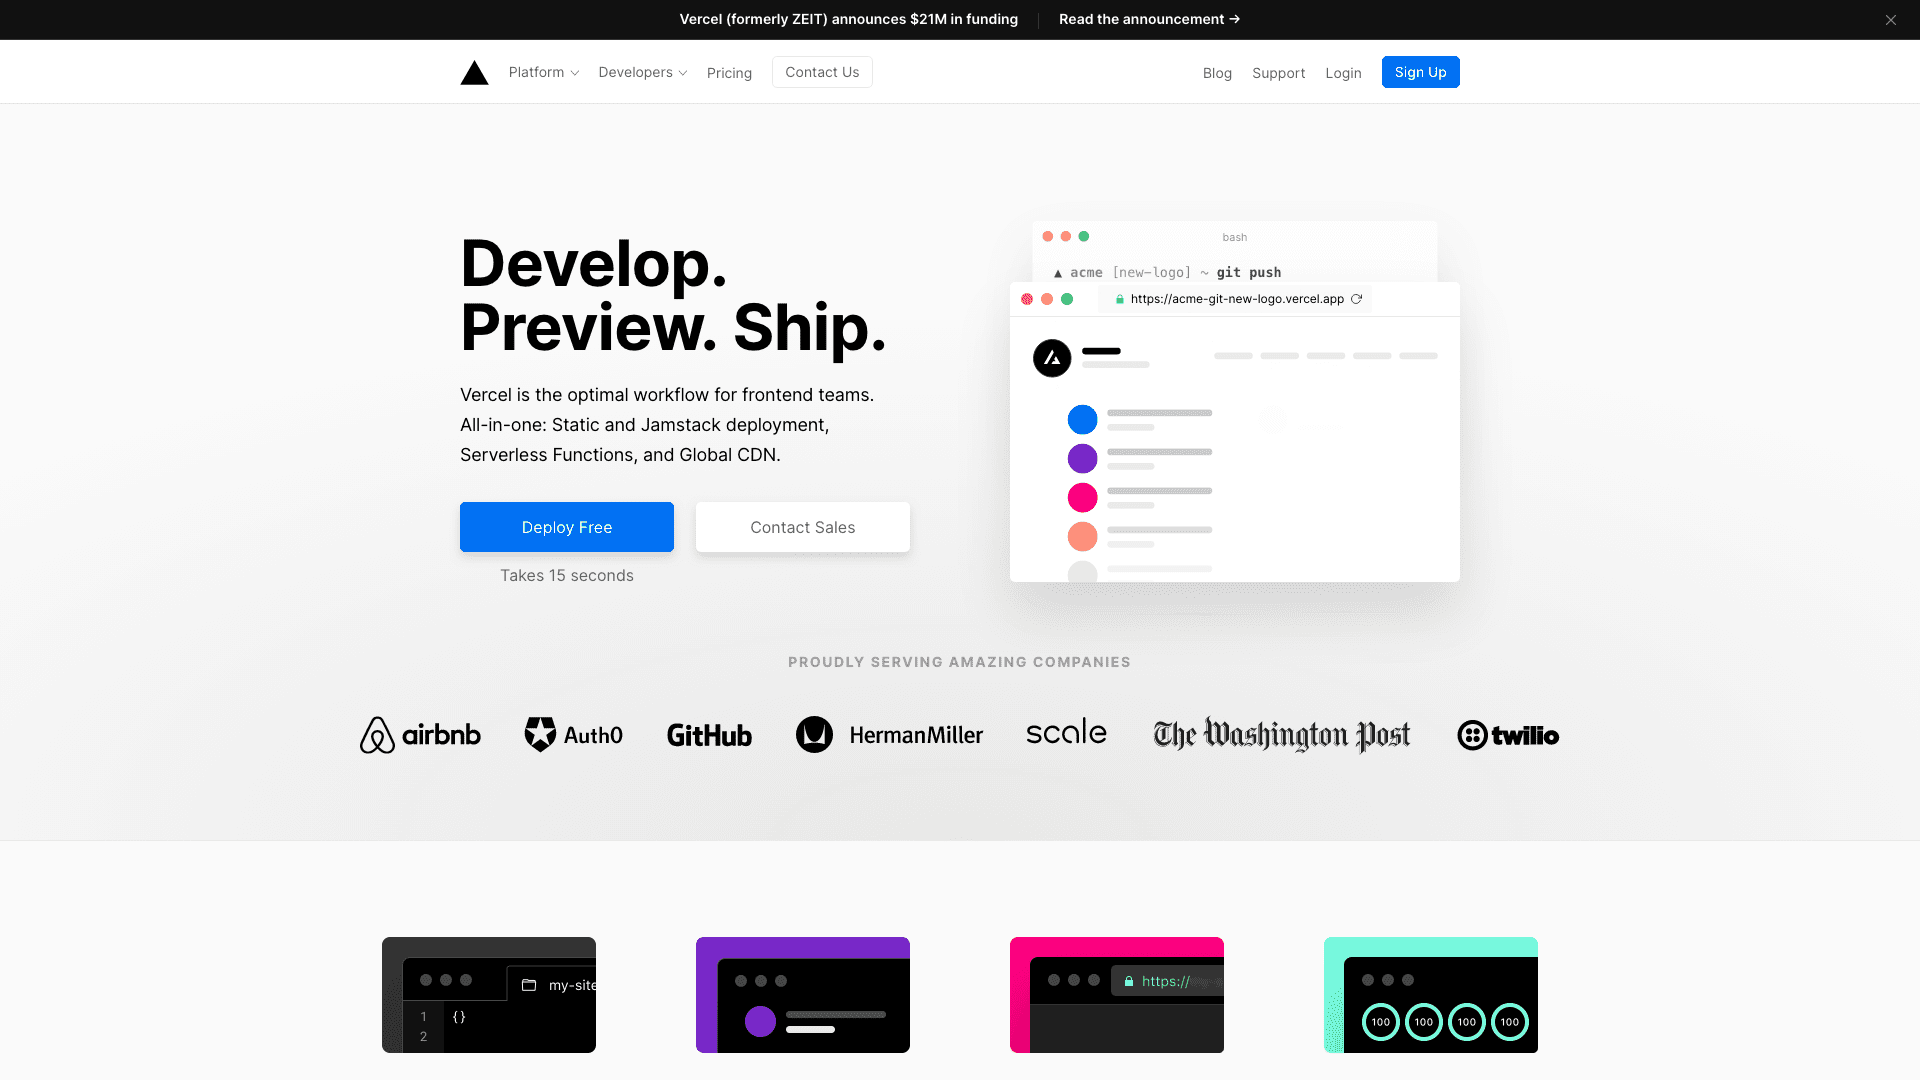 Vercel (formerly ZEIT) announces $21M in funding
Read the announcement →
Platform
Developers
Pricing
Contact Us
Blog
Support
Login
Sign Up
Develop.
Preview. Ship.
Vercel is the optimal workflow for frontend teams.
All-in-one: Static and Jamstack deployment,
Serverless Functions, and Global CDN.
Deploy Free
Contact Sales
Takes 15 seconds
bash
▲ acme [new-logo] ~ git push
https://acme-git-new-logo.vercel.app
PROUDLY SERVING AMAZING COMPANIES
airbnb
Auth0
GitHub
HermanMiller
scale
The Washington Post
twilio
my-site
1 {}
2
https://
100 100 100 100